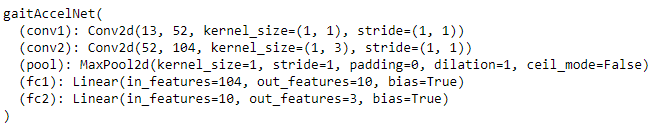 gaitAccelNet(
  (conv1): Conv2d(13, 52, kernel_size=(1, 1), stride=(1, 1))
  (conv2): Conv2d(52, 104, kernel_size=(1, 3), stride=(1, 1))
  (pool): MaxPool2d(kernel_size=1, stride=1, padding=0, dilation=1, ceil_mode=False)
  (fc1): Linear(in_features=104, out_features=10, bias=True)
  (fc2): Linear(in_features=10, out_features=3, bias=True)
)